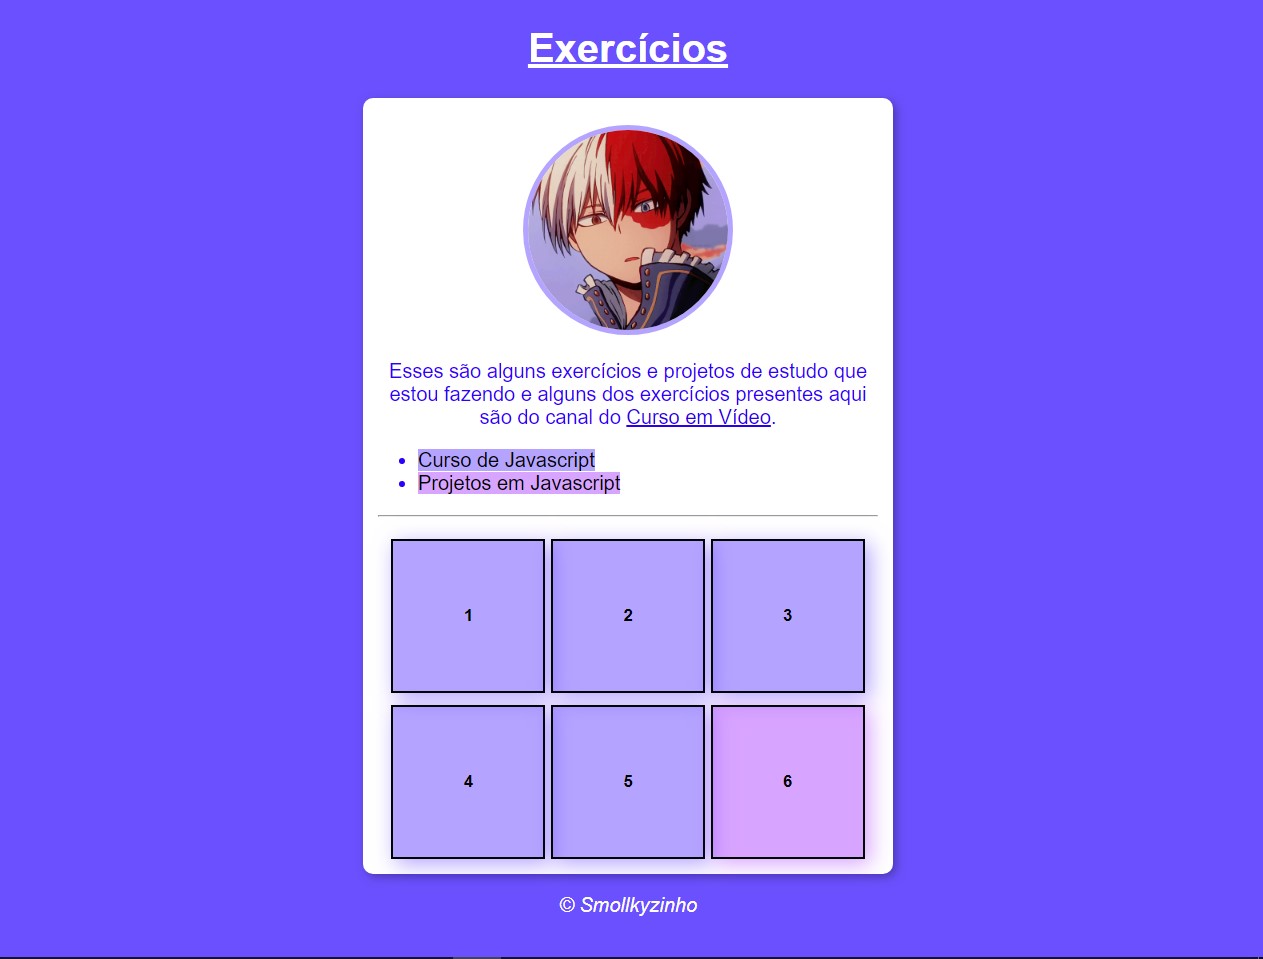 Exercícios
Esses são alguns exercícios e projetos de estudo que
estou fazendo e alguns dos exercícios presentes aqui
são do canal do Curso em Vídeo.
Curso de Javascript
Projetos em Javascript
1 2 3
4 5 6
© Smollkyzinho